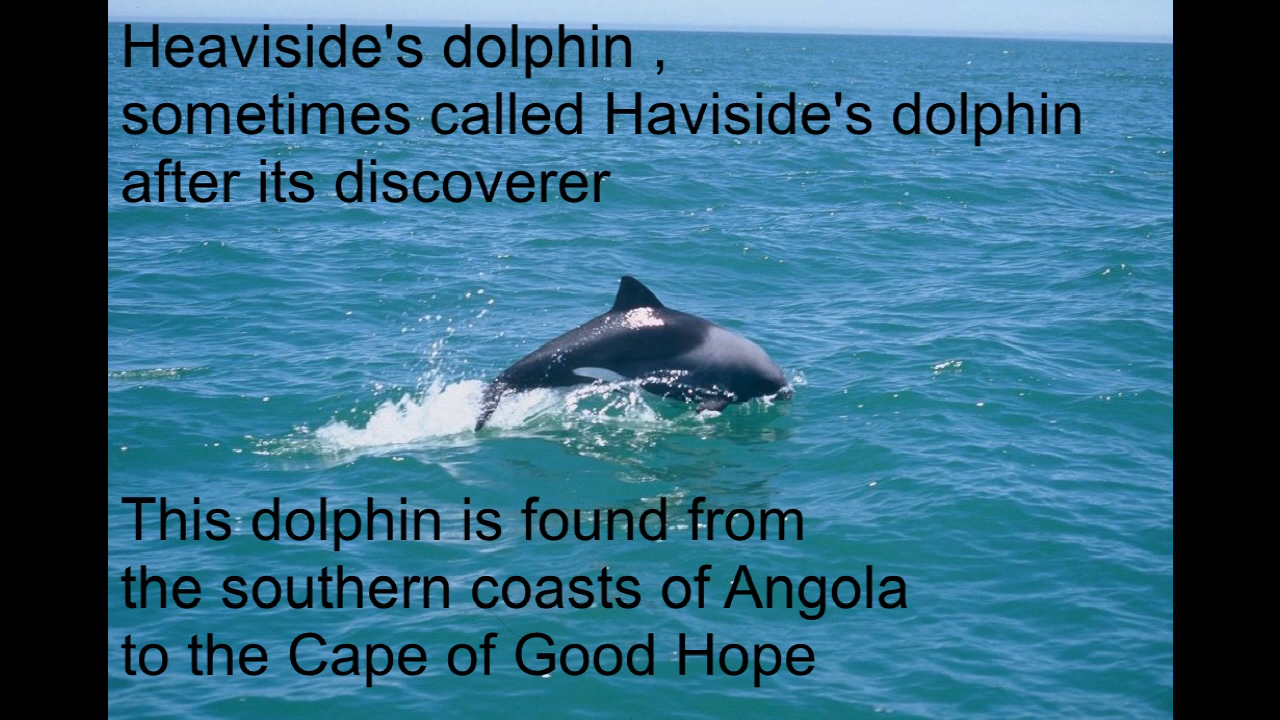 Heaviside's dolphin ,
sometimes called Haviside's dolphin
after its discoverer
This dolphin is found from
the southern coasts of Angola
to the Cape of Good Hope